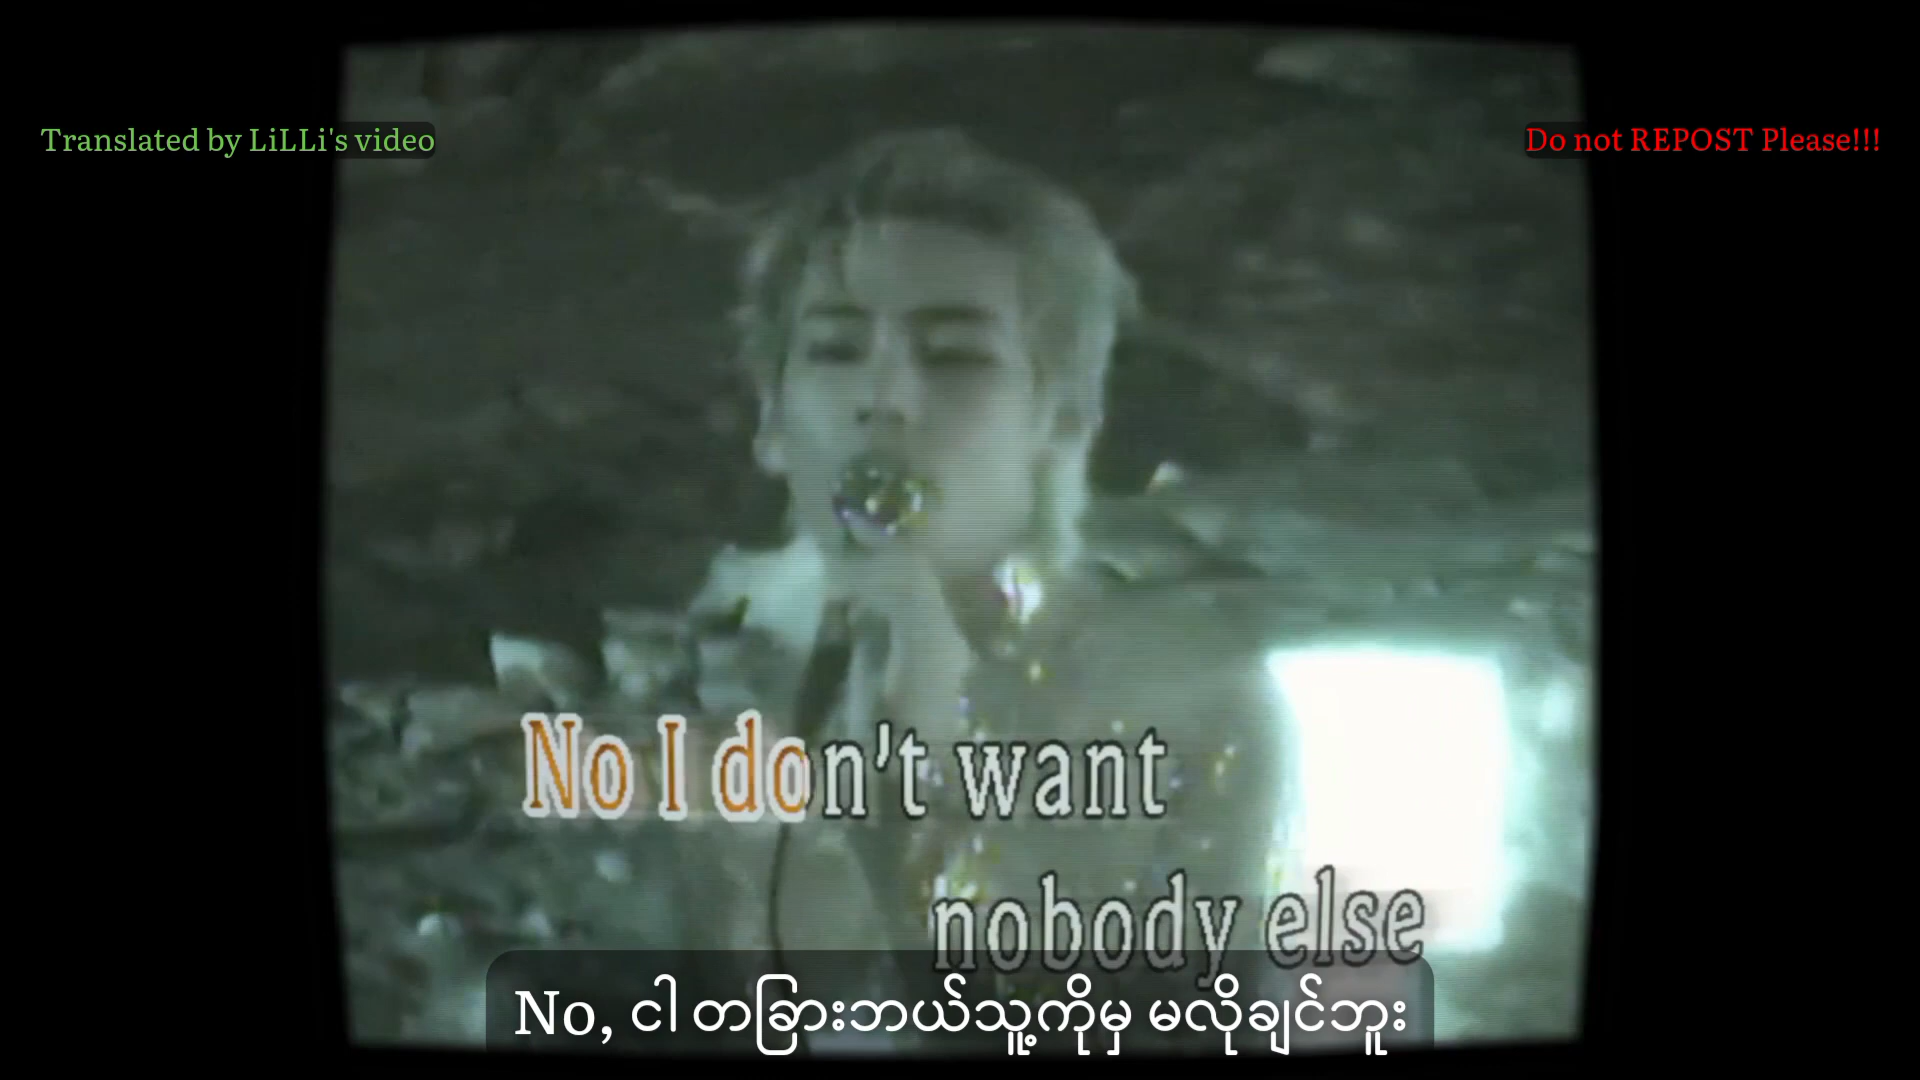 Translated by LiLLi's video
Do not REPOST Please!!!
No I don't want
nobody else
No, ငါ တခြားဘယ်သူ့ကိုမှ မလိုချင်ဘူး